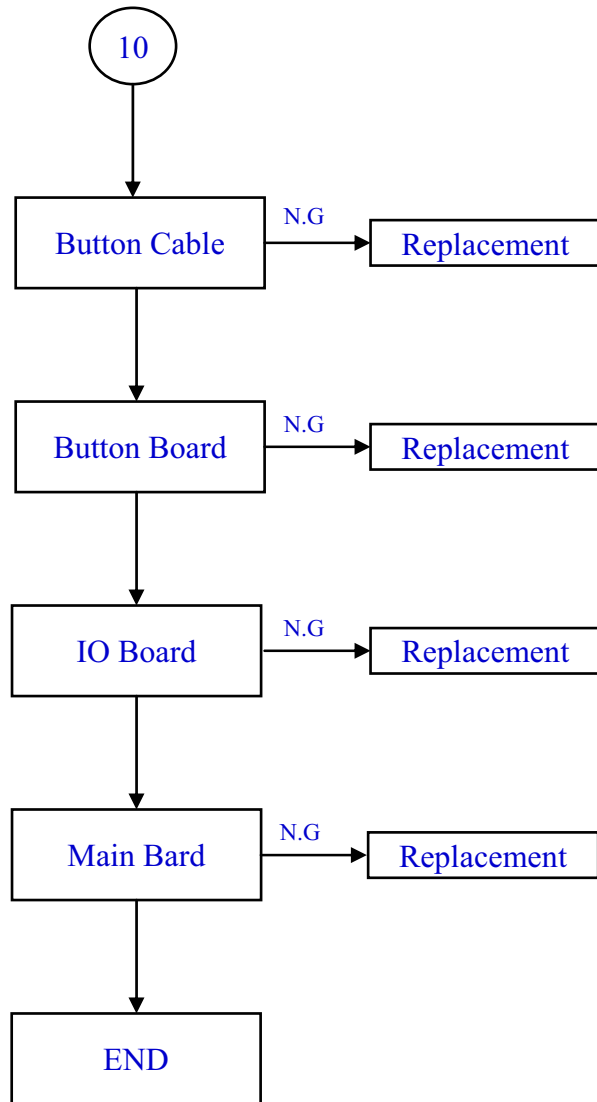 10
Button Cable
N.G
Replacement
Button Board
N.G
Replacement
IO Board
N.G
Replacement
Main Bard
N.G
Replacement
END